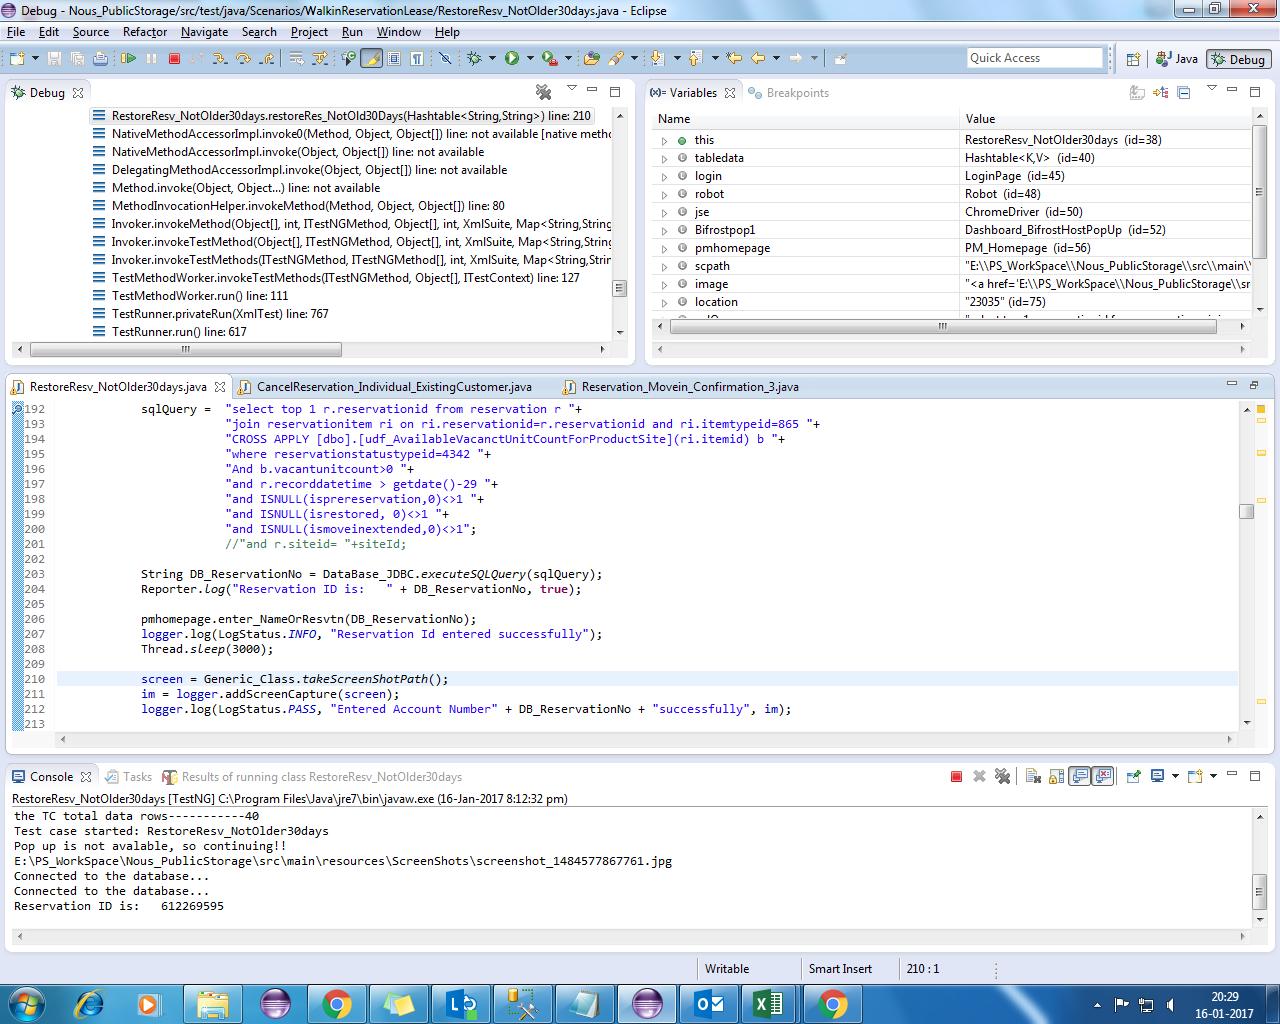 Debug - Nous_PublicStorage/src/test/java/Scenarios/WalkinReservationLease/RestoreResv_NotOlder30days.java - Eclipse
File Edit Source Refactor Navigate Search Project Run Window Help
Quick Access
Java
Debug
Debug
RestoreResv_NotOlder30days.restoreRes_NotOld30Days(Hashtable<String,String>) line: 210
NativeMethodAccessorImpl.invoke0(Method, Object, Object[]) line: not available [native metho
NativeMethodAccessorImpl.invoke(Object, Object[]) line: not available
DelegatingMethodAccessorImpl.invoke(Object, Object[]) line: not available
Method.invoke(Object, Object...) line: not available
MethodInvocationHelper.invokeMethod(Method, Object, Object[]) line: 80
Invoker.invokeMethod(Object[], int, ITestNGMethod, Object[], int, XmlSuite, Map<String,String
Invoker.invokeTestMethod(Object[], int, ITestNGMethod, Object[], int, XmlSuite, Map<String,String
Invoker.invokeTestMethods(ITestNGMethod, ITestNGMethod[], int, XmlSuite, Map<String,Strin
TestMethodWorker.invokeTestMethods(ITestNGMethod, Object[], ITestContext) line: 127
TestMethodWorker.run() line: 111
TestRunner.privateRun(XmlTest) line: 767
TestRunner.run() line: 617
Variables
Breakpoints
Name Value
this RestoreResv_NotOlder30days (id=38)
tabledata Hashtable<K,V> (id=40)
login LoginPage (id=45)
robot Robot (id=48)
jse ChromeDriver (id=50)
Bifrostpop1 Dashboard_BifrostHostPopUp (id=52)
pmhomepage PM_Homepage (id=56)
scpath "E:\\PS_WorkSpace\\Nous_PublicStorage\\src\\main\\
image "<a href='E:\\PS_WorkSpace\\Nous_PublicStorage\\sr
location "23035" (id=75)
RestoreResv_NotOlder30days.java
CancelReservation_Individual_ExistingCustomer.java
Reservation_Movein_Confirmation_3.java
192 sqlQuery = "select top 1 r.reservationid from reservation r "+
193 "join reservationitem ri on ri.reservationid=r.reservationid and ri.itemtypeid=865 "+
194 "CROSS APPLY [dbo].[udf_AvailableVacanctUnitCountForProductSite](ri.itemid) b "+
195 "where reservationstatustypeid=4342 "+
196 "And b.vacantunitcount>0 "+
197 "and r.recorddatetime > getdate()-29 "+
198 "and ISNULL(isprereservation,0)<>1 "+
199 "and ISNULL(isrestored, 0)<>1 "+
200 "and ISNULL(ismoveinextended,0)<>1";
201 //"and r.siteid= "+siteId;
202
203 String DB_ReservationNo = DataBase_JDBC.executeSQLQuery(sqlQuery);
204 Reporter.log("Reservation ID is:   " + DB_ReservationNo, true);
205
206 pmhomepage.enter_NameOrResvtn(DB_ReservationNo);
207 logger.log(LogStatus.INFO, "Reservation Id entered successfully");
208 Thread.sleep(3000);
209
210 screen = Generic_Class.takeScreenShotPath();
211 im = logger.addScreenCapture(screen);
212 logger.log(LogStatus.PASS, "Entered Account Number" + DB_ReservationNo + "successfully", im);
213
Console
Tasks
Results of running class RestoreResv_NotOlder30days
RestoreResv_NotOlder30days [TestNG] C:\Program Files\Java\jre7\bin\javaw.exe (16-Jan-2017 8:12:32 pm)
the TC total data rows-----------40
Test case started: RestoreResv_NotOlder30days
Pop up is not avalable, so continuing!!
E:\PS_WorkSpace\Nous_PublicStorage\src\main\resources\ScreenShots\screenshot_1484577867761.jpg
Connected to the database...
Connected to the database...
Reservation ID is:   612269595
Writable
Smart Insert
210 : 1
20:29
16-01-2017